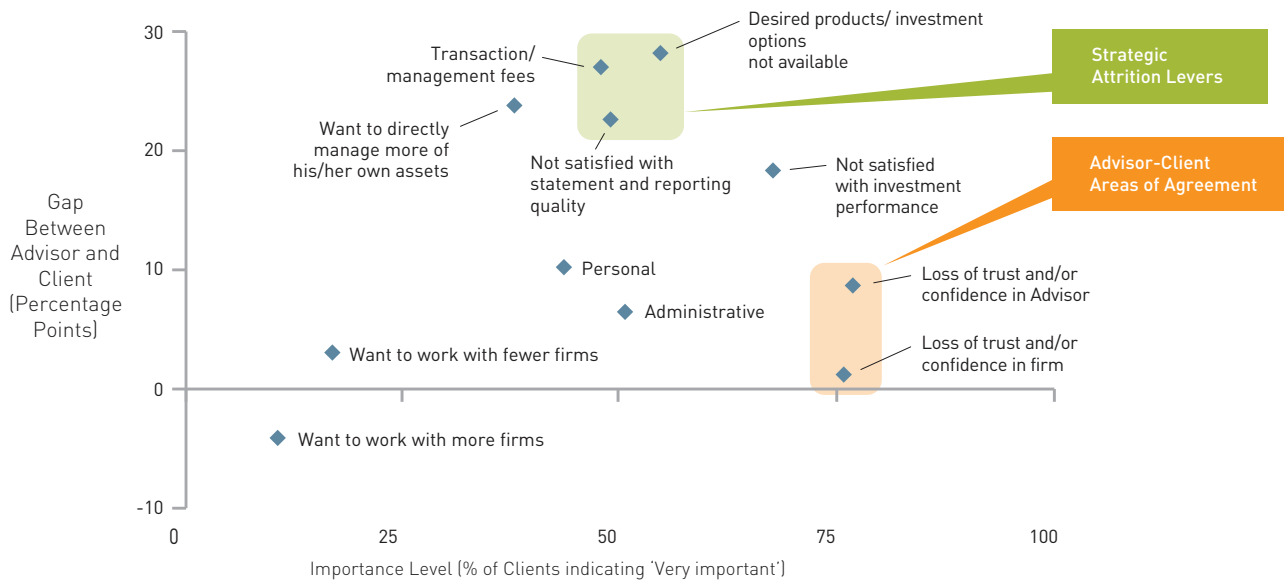 30
20
10
0
-10
Gap
Between
Advisor and
Client
(Percentage
Points)
Transaction/
management fees
Desired products/ investment
options
not available
Strategic
Attrition Levers
Want to directly
manage more of
his/her own assets
Not satisfied with
statement and reporting
quality
Not satisfied
with investment
performance
Advisor-Client
Areas of Agreement
Personal
Administrative
Loss of trust and/or
confidence in Advisor
Want to work with fewer firms
Loss of trust and/or
confidence in firm
Want to work with more firms
0
25
50
75
100
Importance Level (% of Clients indicating ‘Very important’)